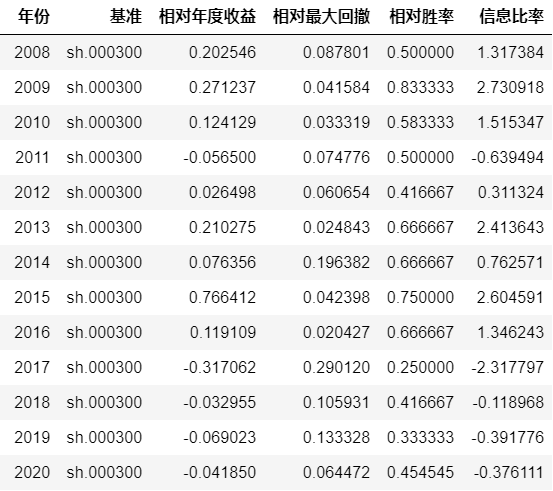 年份 基准 相对年度收益 相对最大回撤 相对胜率 信息比率
2008 sh.000300 0.202546 0.087801 0.500000 1.317384
2009 sh.000300 0.271237 0.041584 0.833333 2.730918
2010 sh.000300 0.124129 0.033319 0.583333 1.515347
2011 sh.000300 -0.056500 0.074776 0.500000 -0.639494
2012 sh.000300 0.026498 0.060654 0.416667 0.311324
2013 sh.000300 0.210275 0.024843 0.666667 2.413643
2014 sh.000300 0.076356 0.196382 0.666667 0.762571
2015 sh.000300 0.766412 0.042398 0.750000 2.604591
2016 sh.000300 0.119109 0.020427 0.666667 1.346243
2017 sh.000300 -0.317062 0.290120 0.250000 -2.317797
2018 sh.000300 -0.032955 0.105931 0.416667 -0.118968
2019 sh.000300 -0.069023 0.133328 0.333333 -0.391776
2020 sh.000300 -0.041850 0.064472 0.454545 -0.376111